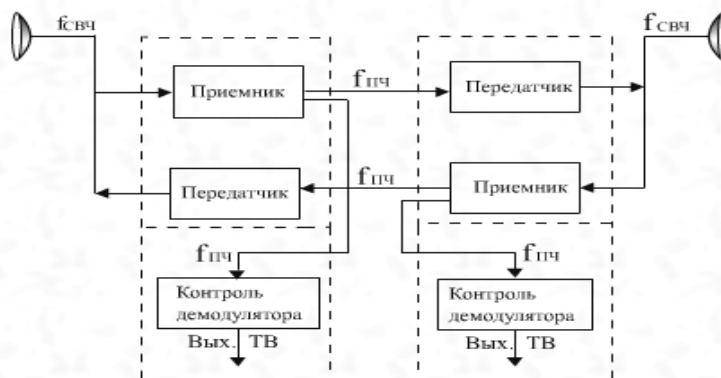 fСВЧ
fСВЧ
Приемник
fПЧ
Передатчик
Передатчик
fПЧ
Приемник
fПЧ
fПЧ
Контроль
демодулятора
Контроль
демодулятора
Вых. ТВ
Вых. ТВ